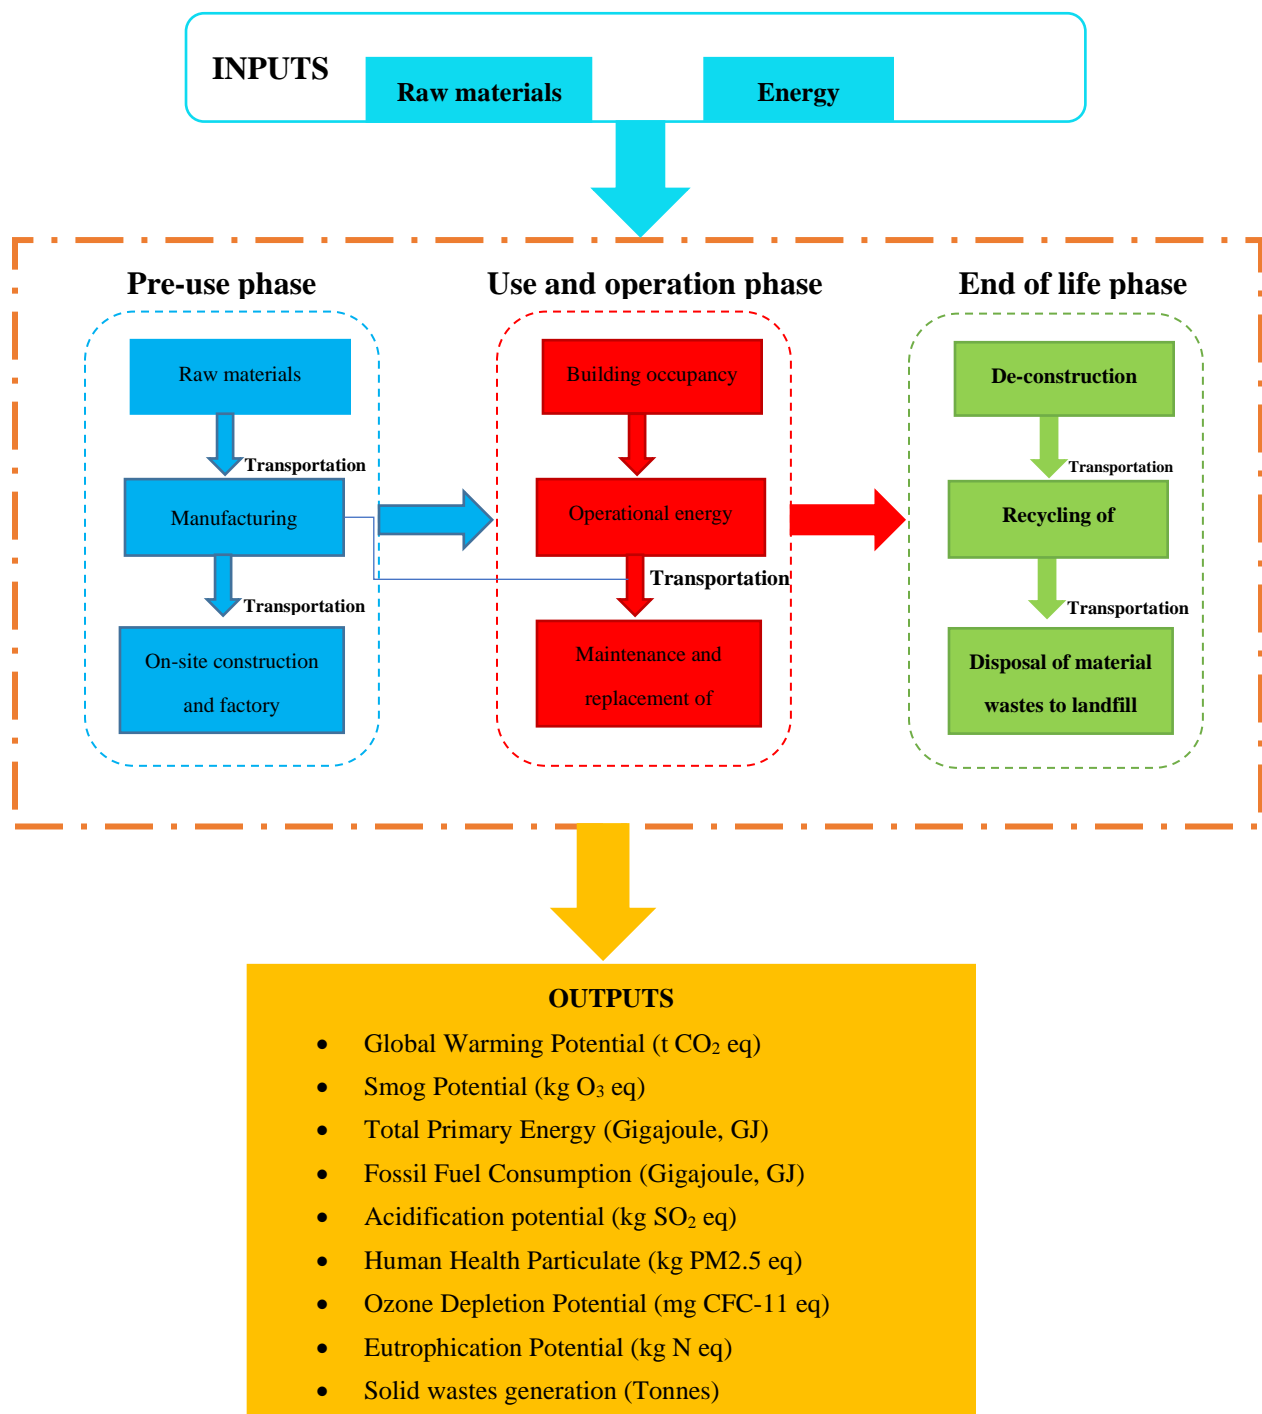 INPUTS
Raw materials
Energy
Pre-use phase
Raw materials
Transportation
Manufacturing
Transportation
On-site construction
and factory
Use and operation phase
Building occupancy
Operational energy
Transportation
Maintenance and
replacement of
End of life phase
De-construction
Transportation
Recycling of
Transportation
Disposal of material
wastes to landfill
OUTPUTS
• Global Warming Potential (t CO₂ eq)
• Smog Potential (kg O₃ eq)
• Total Primary Energy (Gigajoule, GJ)
• Fossil Fuel Consumption (Gigajoule, GJ)
• Acidification potential (kg SO₂ eq)
• Human Health Particulate (kg PM2.5 eq)
• Ozone Depletion Potential (mg CFC-11 eq)
• Eutrophication Potential (kg N eq)
• Solid wastes generation (Tonnes)